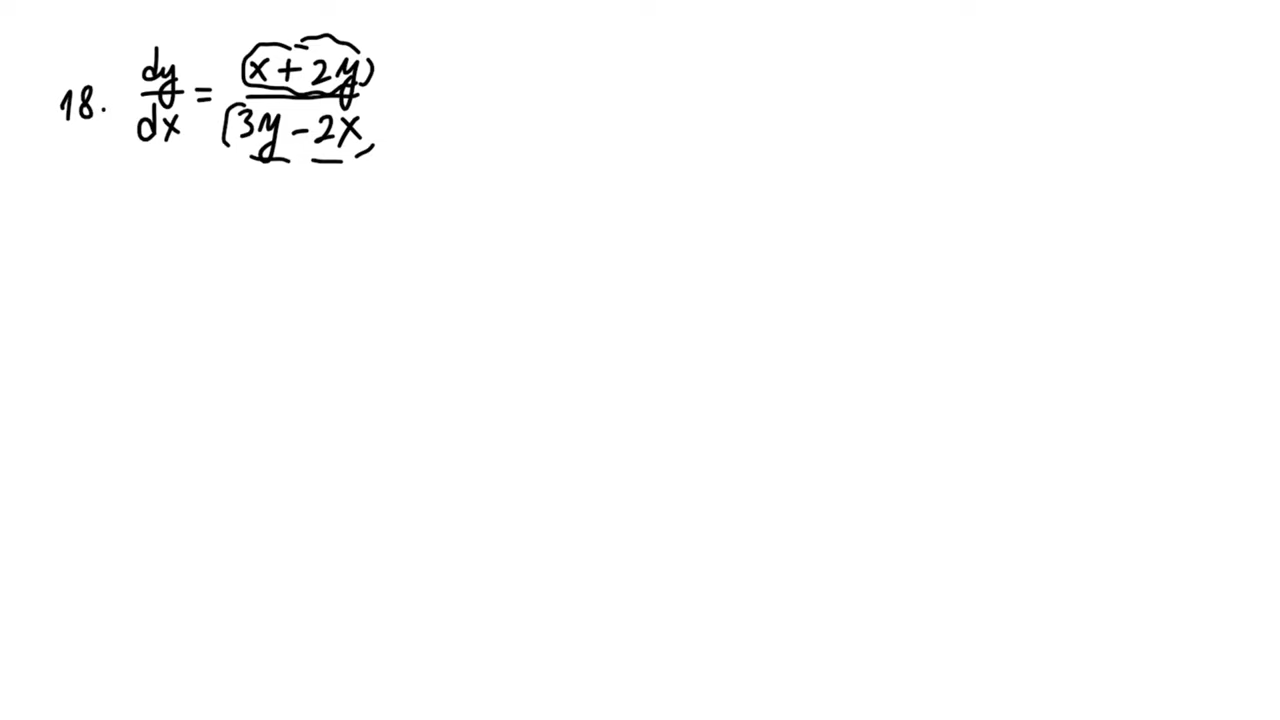 18. dy/dx = (x + 2y)/(3y - 2x)